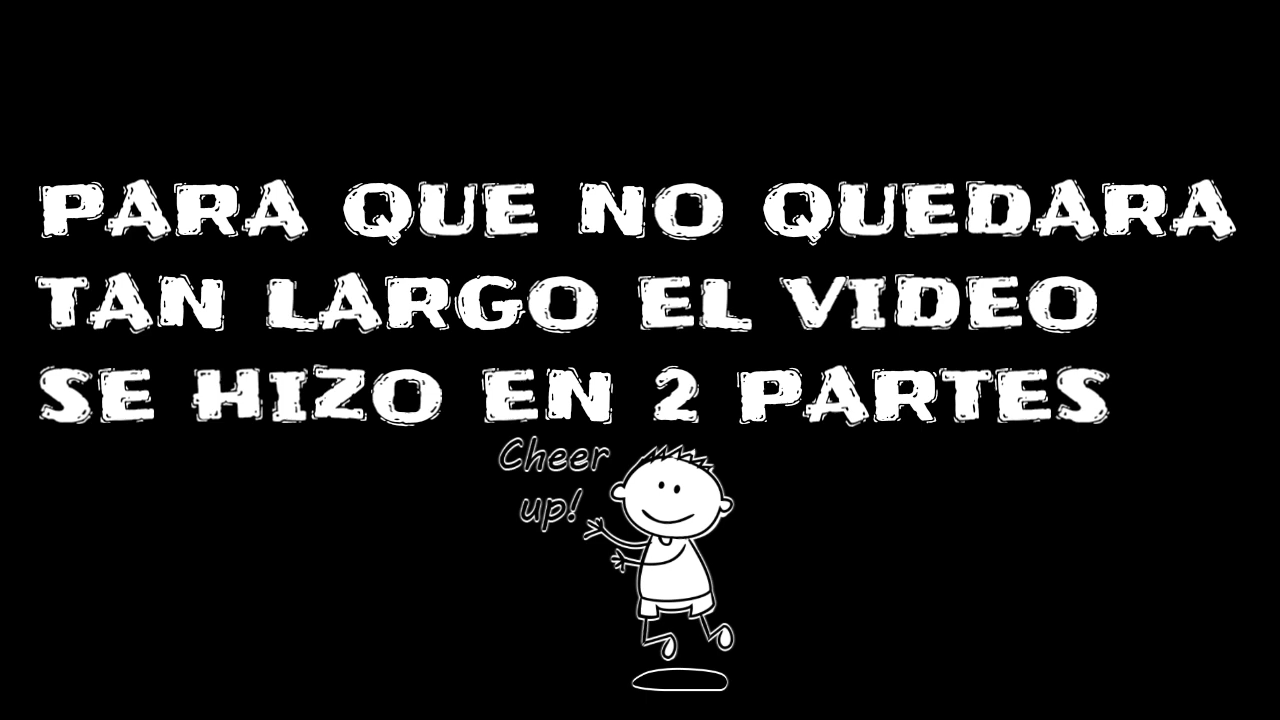 PARA QUE NO QUEDARA
TAN LARGO EL VIDEO
SE HIZO EN 2 PARTES
Cheer
up!